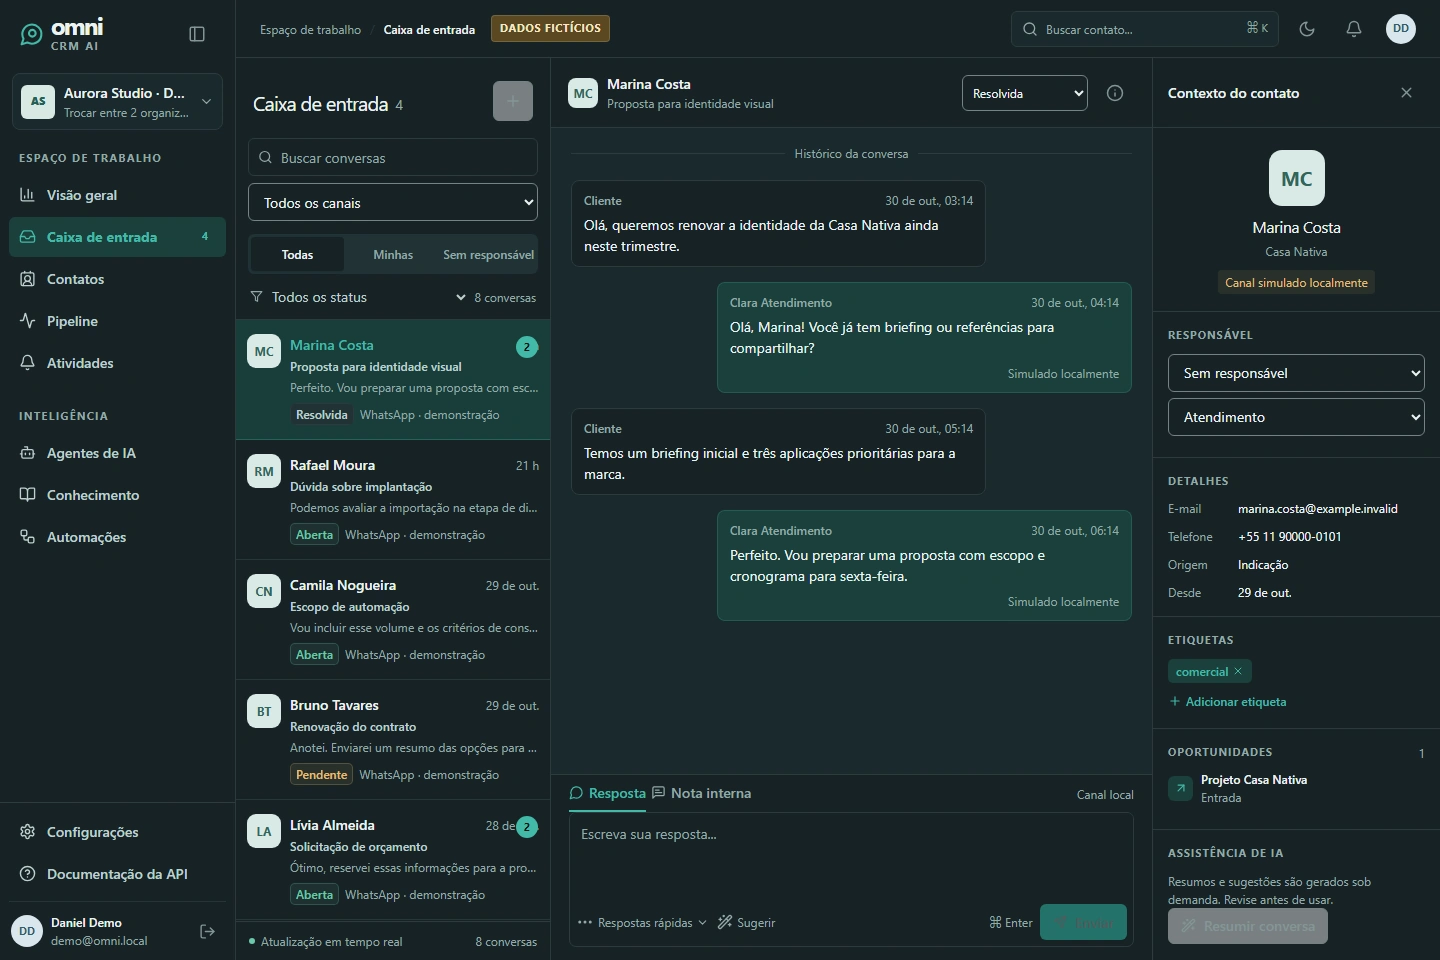 omni
CRM AI
AS
Aurora Studio · D...
Trocar entre 2 organiz...
ESPAÇO DE TRABALHO
Visão geral
Caixa de entrada 4
Contatos
Pipeline
Atividades
INTELIGÊNCIA
Agentes de IA
Conhecimento
Automações
Configurações
Documentação da API
DD
Daniel Demo
demo@omni.local
Espaço de trabalho / Caixa de entrada DADOS FICTÍCIOS
Buscar contato... ⌘ K
DD
Caixa de entrada 4
Buscar conversas
Todos os canais
Todas Minhas Sem responsável
Todos os status 8 conversas
MC
Marina Costa 2
Proposta para identidade visual
Perfeito. Vou preparar uma proposta com esc...
Resolvida WhatsApp · demonstração
RM
Rafael Moura 21 h
Dúvida sobre implantação
Podemos avaliar a importação na etapa de di...
Aberta WhatsApp · demonstração
CN
Camila Nogueira 29 de out.
Escopo de automação
Vou incluir esse volume e os critérios de cons...
Aberta WhatsApp · demonstração
BT
Bruno Tavares 29 de out.
Renovação do contrato
Anotei. Enviarei um resumo das opções para ...
Pendente WhatsApp · demonstração
LA
Lívia Almeida 28 de 2
Solicitação de orçamento
Ótimo, reservei essas informações para a pro...
Aberta WhatsApp · demonstração
Atualização em tempo real 8 conversas
MC
Marina Costa
Proposta para identidade visual
Resolvida
Histórico da conversa
Cliente 30 de out., 03:14
Olá, queremos renovar a identidade da Casa Nativa ainda
neste trimestre.
Clara Atendimento 30 de out., 04:14
Olá, Marina! Você já tem briefing ou referências para
compartilhar?
Simulado localmente
Cliente 30 de out., 05:14
Temos um briefing inicial e três aplicações prioritárias para a
marca.
Clara Atendimento 30 de out., 06:14
Perfeito. Vou preparar uma proposta com escopo e
cronograma para sexta-feira.
Simulado localmente
Resposta Nota interna Canal local
Escreva sua resposta...
Respostas rápidas Sugerir ⌘ Enter
Contexto do contato
MC
Marina Costa
Casa Nativa
Canal simulado localmente
RESPONSÁVEL
Sem responsável
Atendimento
DETALHES
E-mail marina.costa@example.invalid
Telefone +55 11 90000-0101
Origem Indicação
Desde 29 de out.
ETIQUETAS
comercial ×
+ Adicionar etiqueta
OPORTUNIDADES 1
Projeto Casa Nativa
Entrada
ASSISTÊNCIA DE IA
Resumos e sugestões são gerados sob
demanda. Revise antes de usar.
Resumir conversa